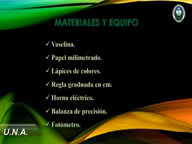 MATERIALES Y EQUIPO
✓ Vaselina.
✓ Papel milimetrado.
✓ Lápices de colores.
✓ Regla graduada en cm.
✓ Horno eléctrico.
✓ Balanza de precisión.
✓ Fotómetro.
U.N.A.